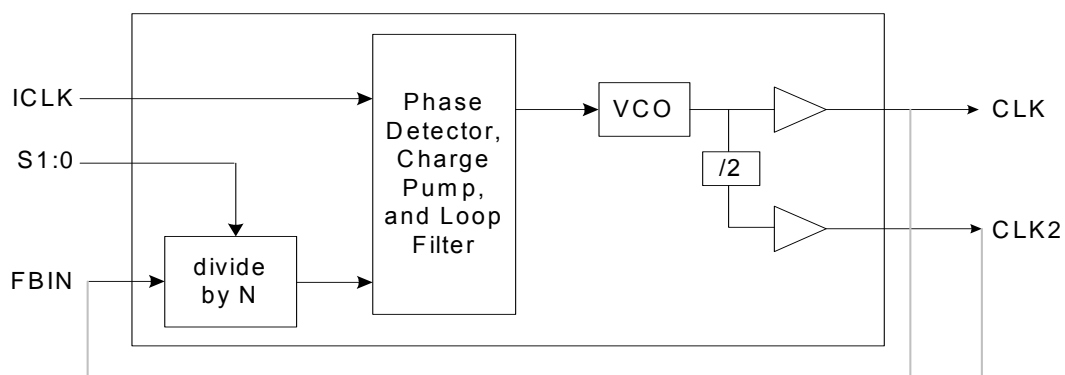 ICLK
S1:0
FBIN
divide
by N
Phase
Detector,
Charge
Pump,
and Loop
Filter
VCO
/2
CLK
CLK2